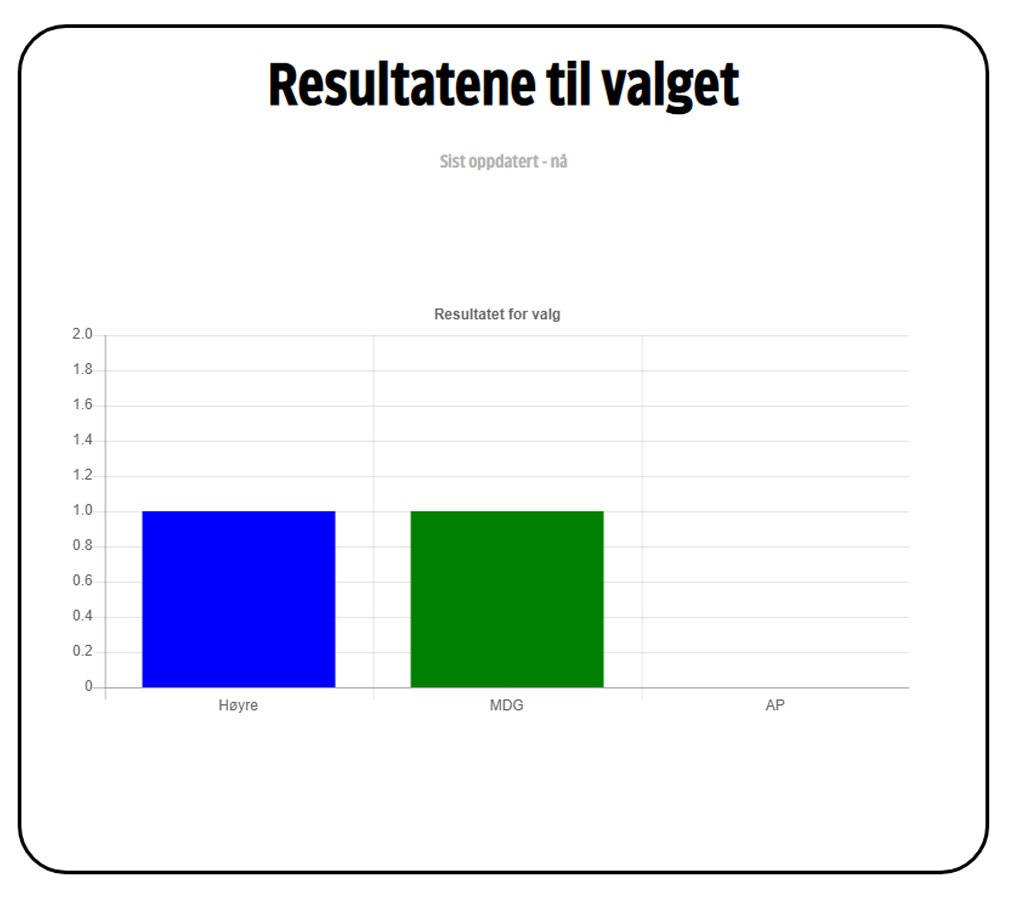 Resultatene til valget
Sist oppdatert - nå
Resultatet for valg
2.0
1.8
1.6
1.4
1.2
1.0
0.8
0.6
0.4
0.2
0
Høyre MDG AP